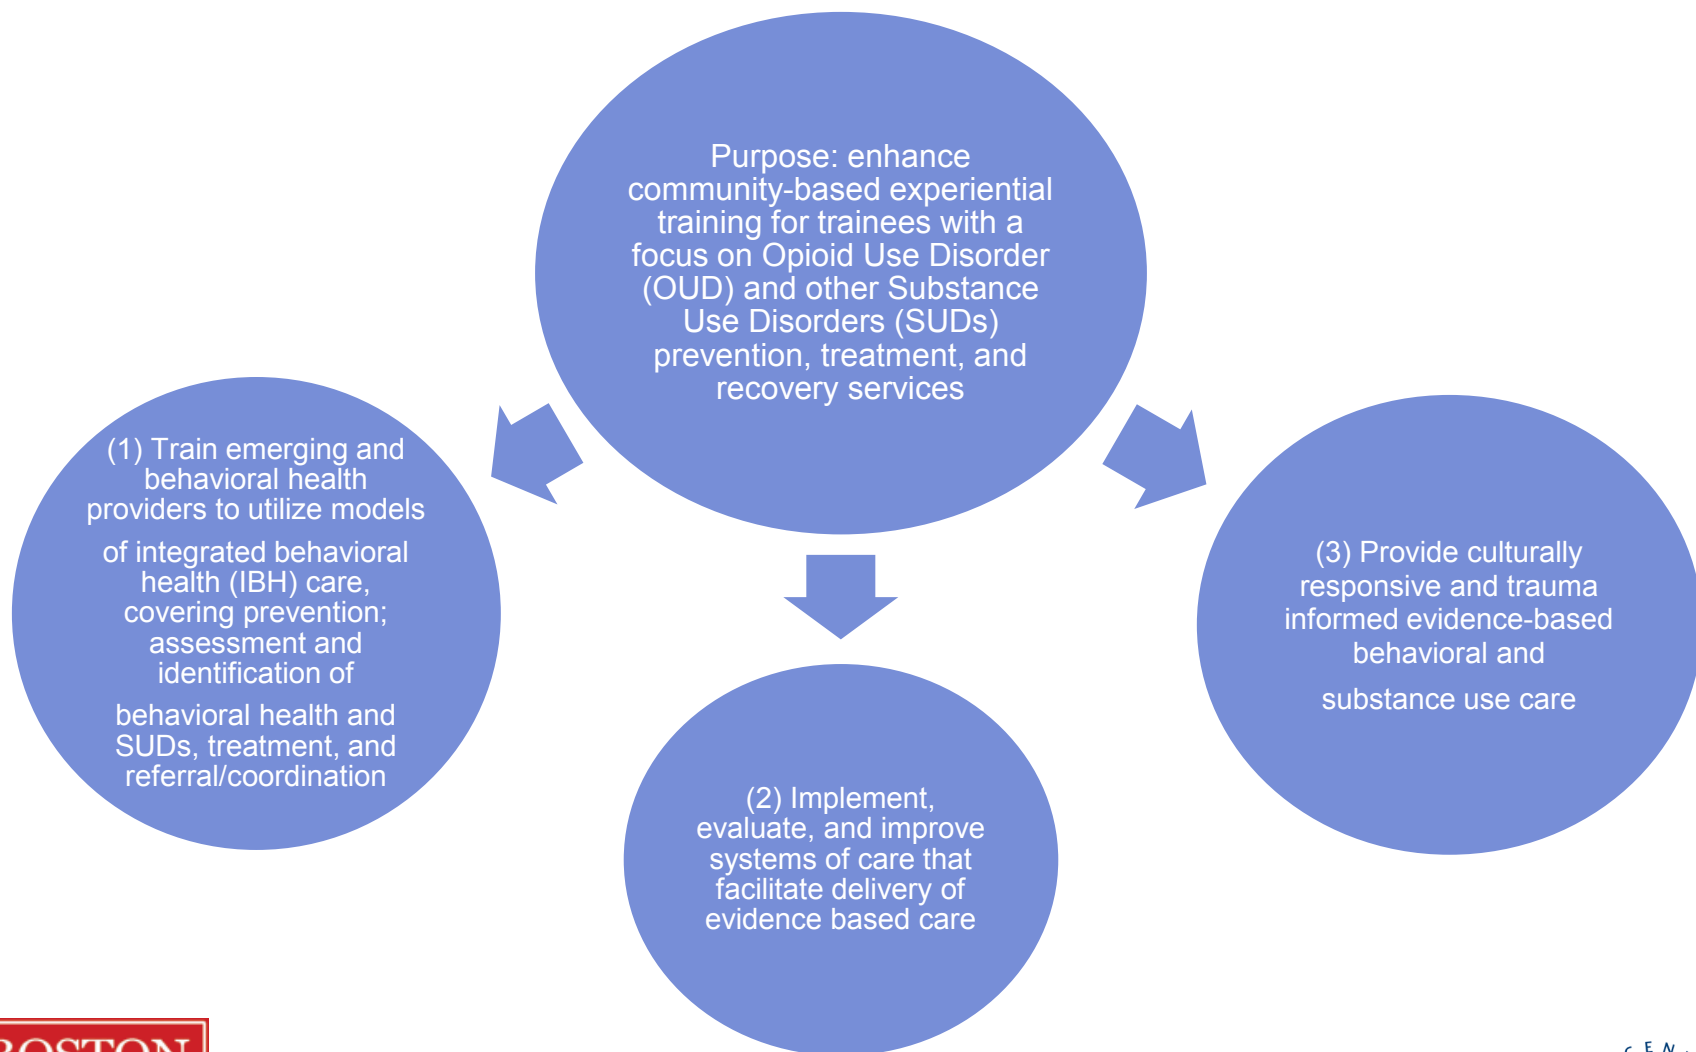 Purpose: enhance
community-based experiential
training for trainees with a
focus on Opioid Use Disorder
(OUD) and other Substance
Use Disorders (SUDs)
prevention, treatment, and
recovery services
(1) Train emerging and
behavioral health
providers to utilize models
of integrated behavioral
health (IBH) care,
covering prevention;
assessment and
identification of
behavioral health and
SUDs, treatment, and
referral/coordination
(2) Implement,
evaluate, and improve
systems of care that
facilitate delivery of
evidence based care
(3) Provide culturally
responsive and trauma
informed evidence-based
behavioral and
substance use care
BOSTON